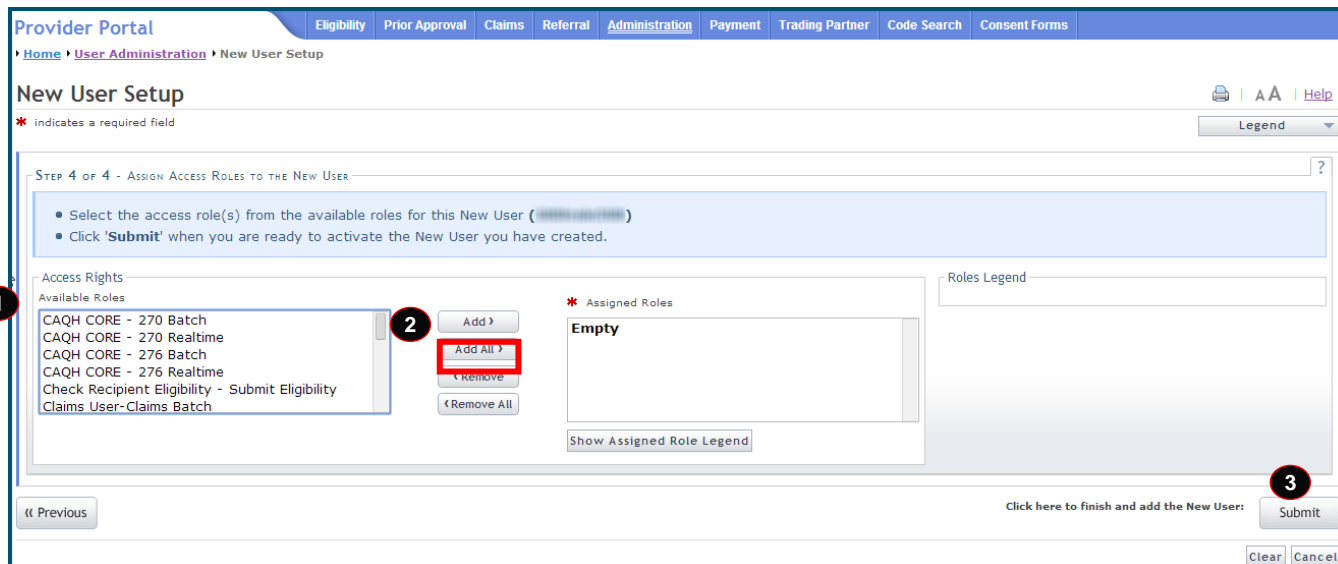 Provider Portal
Eligibility Prior Approval Claims Referral Administration Payment Trading Partner Code Search Consent Forms
Home User Administration New User Setup
New User Setup
A A Help
* indicates a required field
Legend
STEP 4 OF 4 - ASSIGN ACCESS ROLES TO THE NEW USER
?
• Select the access role(s) from the available roles for this New User ( )
• Click 'Submit' when you are ready to activate the New User you have created.
Access Rights
Roles Legend
Available Roles
* Assigned Roles
1
CAQH CORE - 270 Batch
CAQH CORE - 270 Realtime
CAQH CORE - 276 Batch
CAQH CORE - 276 Realtime
Check Recipient Eligibility - Submit Eligibility
Claims User-Claims Batch
2
Add >
Add All >
< Remove
< Remove All
Empty
Show Assigned Role Legend
3
« Previous
Click here to finish and add the New User:
Submit
Clear Cancel